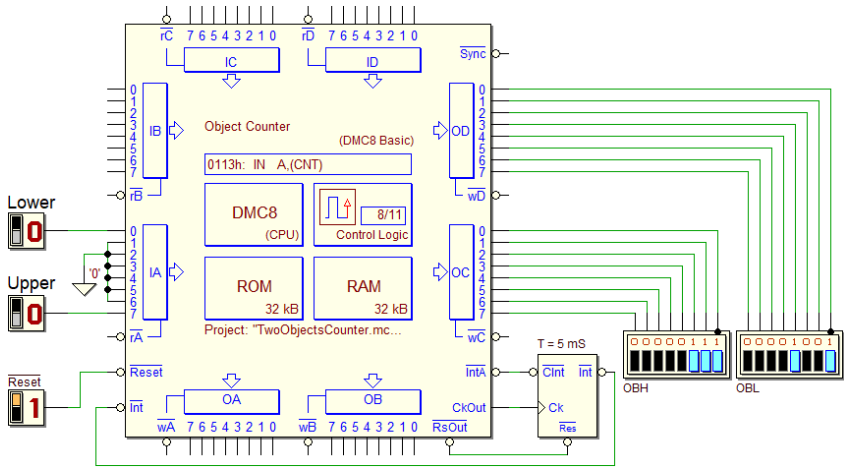 rC 7 6 5 4 3 2 1 0 rD 7 6 5 4 3 2 1 0
IC ID
Sync
0 1 2 3 4 5 6 7
IB
rB
Object Counter
(DMC8 Basic)
0113h: IN A,(CNT)
DMC8
(CPU)
8/11
Control Logic
ROM
32 kB
RAM
32 kB
Project: "TwoObjectsCounter.mc...
0 1 2 3 4 5 6 7
OD
wD
Lower
0
Upper
0
'0'
0 1 2 3 4 5 6 7
IA
rA
0 1 2 3 4 5 6 7
OC
wC
Reset
1
Reset
Int
IntA
CkOut
OA OB
wA 7 6 5 4 3 2 1 0 wB 7 6 5 4 3 2 1 0 RsOut
T = 5 mS
CInt Int
Ck
Res
0 0 0 0 0 1 1 1
OBH
0 0 0 0 1 0 0 1
OBL